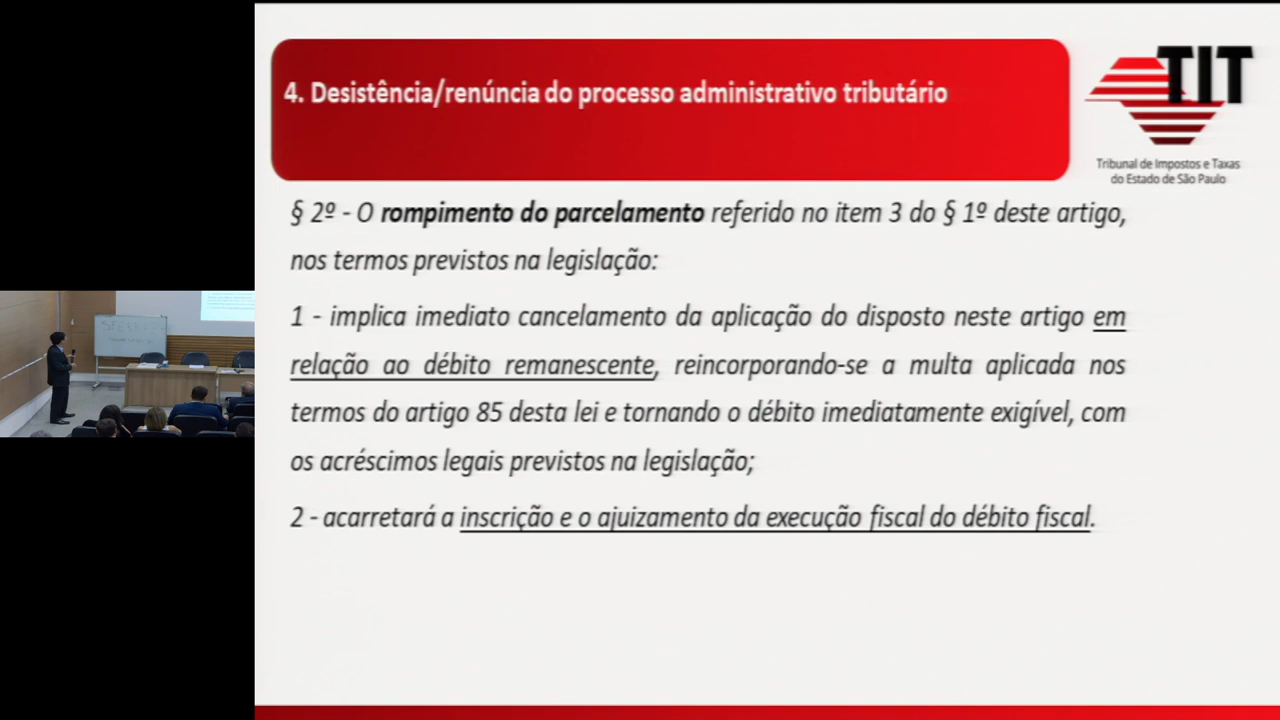 4. Desistência/renúncia do processo administrativo tributário
TIT
Tribunal de Impostos e Taxas
do Estado de São Paulo
§ 2º - O rompimento do parcelamento referido no item 3 do § 1º deste artigo,
nos termos previstos na legislação:
1 - implica imediato cancelamento da aplicação do disposto neste artigo em
relação ao débito remanescente, reincorporando-se a multa aplicada nos
termos do artigo 85 desta lei e tornando o débito imediatamente exigível, com
os acréscimos legais previstos na legislação;
2 - acarretará a inscrição e o ajuizamento da execução fiscal do débito fiscal.